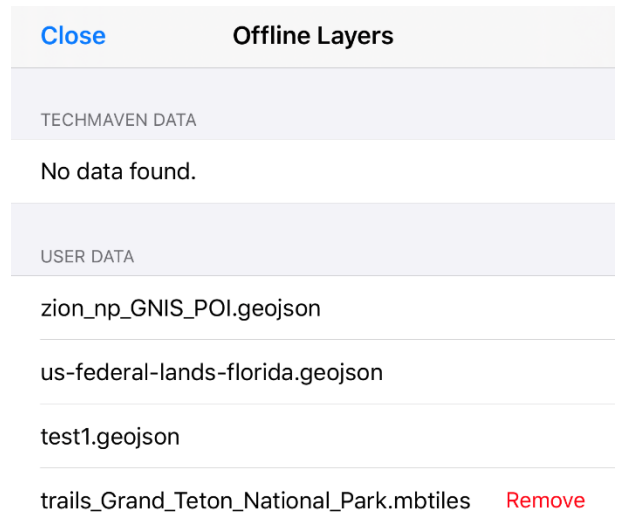 Close Offline Layers
TECHMAVEN DATA
No data found.
USER DATA
zion_np_GNIS_POI.geojson
us-federal-lands-florida.geojson
test1.geojson
trails_Grand_Teton_National_Park.mbtiles Remove